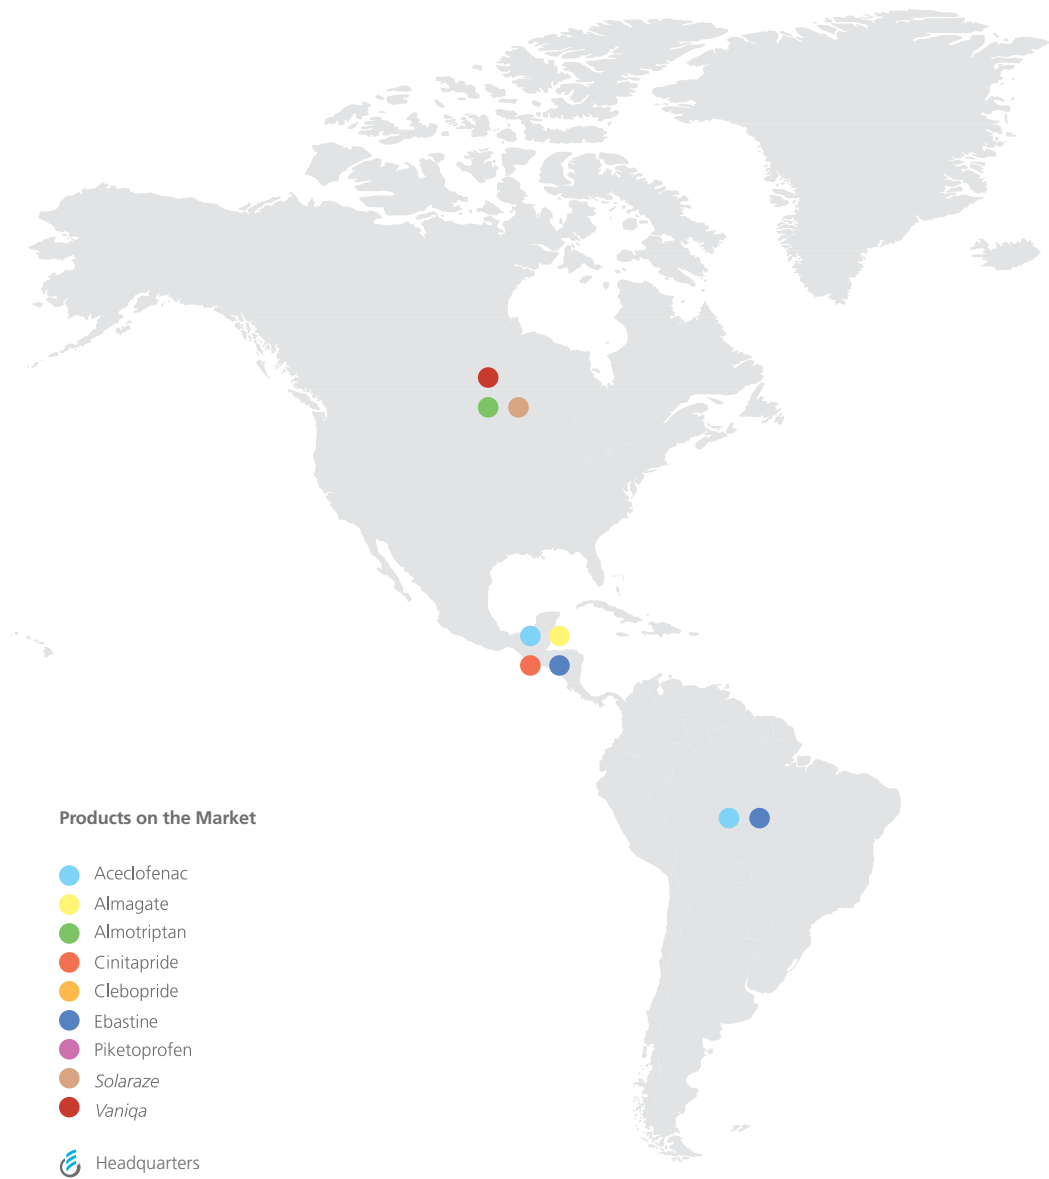 Products on the Market
Aceclofenac
Almagate
Almotriptan
Cinitapride
Clebopride
Ebastine
Piketoprofen
Solaraze
Vaniqa
Headquarters